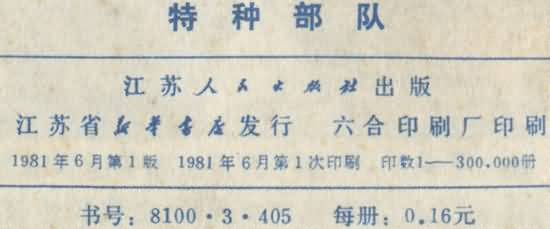 特种部队
江苏人民出版社出版
江苏省新华书店发行 六合印刷厂印刷
1981年6月第1版 1981年6月第1次印刷 印数1—300.000册
书号:8100·3·405 每册:0.16元